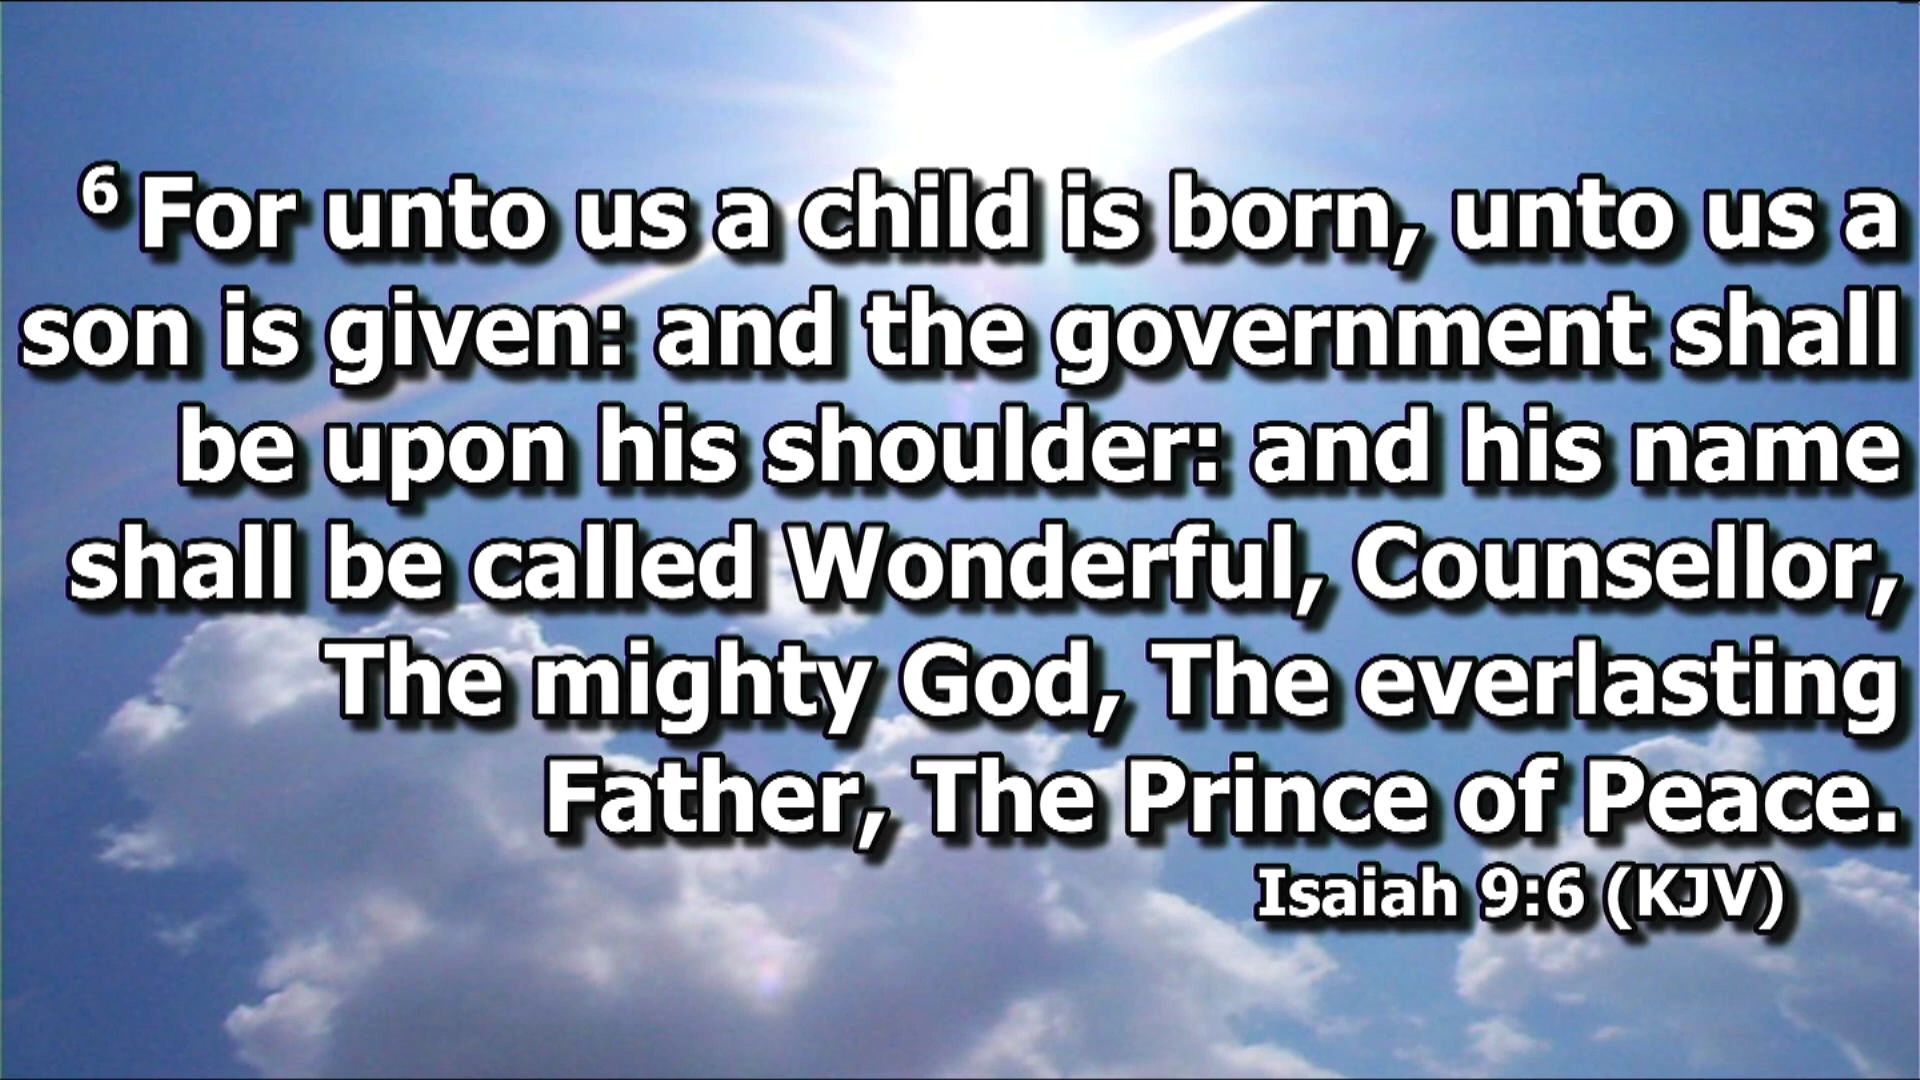 6 For unto us a child is born, unto us a
son is given: and the government shall
be upon his shoulder: and his name
shall be called Wonderful, Counsellor,
The mighty God, The everlasting
Father, The Prince of Peace.
Isaiah 9:6 (KJV)